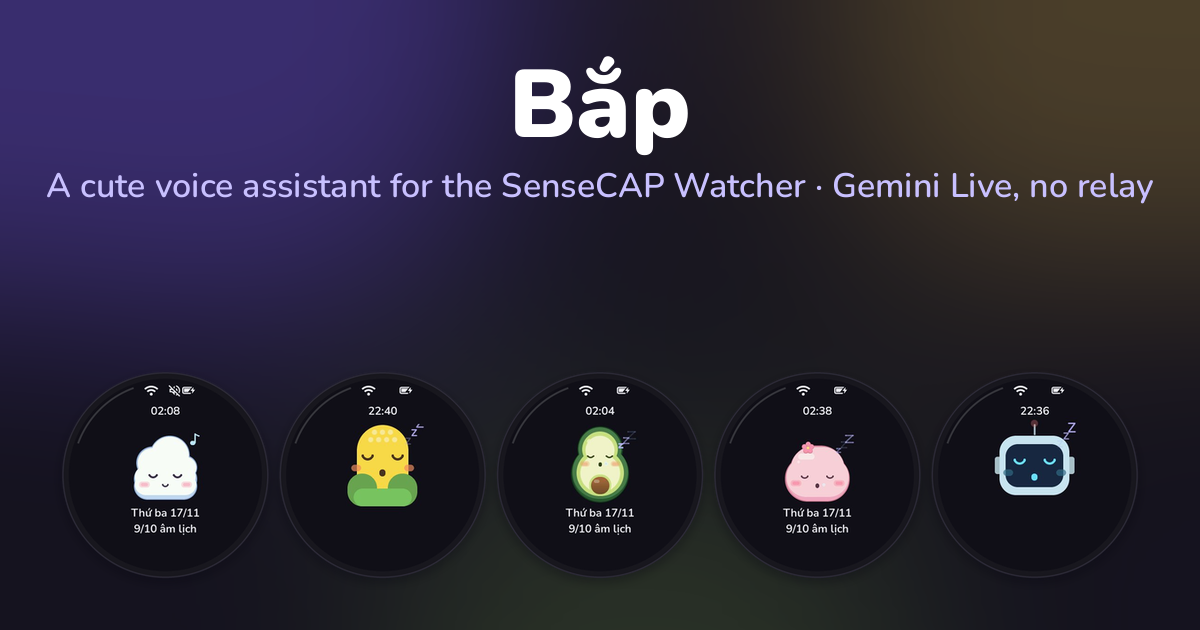 Bắp
A cute voice assistant for the SenseCAP Watcher · Gemini Live, no relay
02:08
Thứ ba 17/11
9/10 âm lịch
22:40
z
z
02:04
z
z
Thứ ba 17/11
9/10 âm lịch
02:38
z
z
Thứ ba 17/11
9/10 âm lịch
22:36
z
z